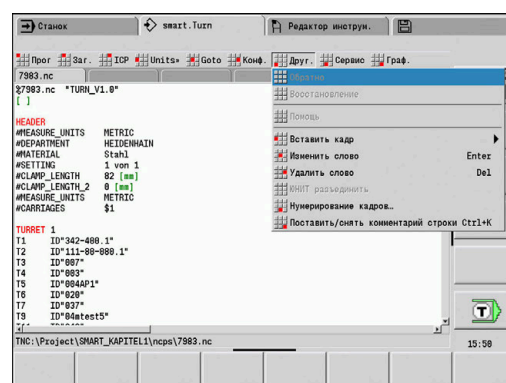 Станок smart.Turn Редактор инструм.
Прог Заг. ICP Units» Goto Конф. Друг. Сервис Граф.
7983.nc
Обратно
%7983.nc "TURN_V1.0"
[ ]
Восстановление
Помощь
HEADER
#MEASURE_UNITS METRIC
#DEPARTMENT HEIDENHAIN
#MATERIAL Stahl
#SETTING 1 von 1
#CLAMP_LENGTH 82 [mm]
#CLAMP_LENGTH_2 0 [mm]
#MEASURE_UNITS METRIC
#CARRIAGES $1
Вставить кадр
Изменить слово Enter
Удалить слово Del
ЮНИТ разъединить
Нумерирование кадров…
Поставить/снять комментарий строки Ctrl+K
TURRET 1
T1 ID"342-400.1"
T2 ID"111-80-080.1"
T3 ID"007"
T4 ID"003"
T5 ID"004AP1"
T6 ID"020"
T7 ID"037"
T9 ID"04mtest5"
TNC:\Project\SMART_KAPITEL1\ncps\7983.nc
T
15:50